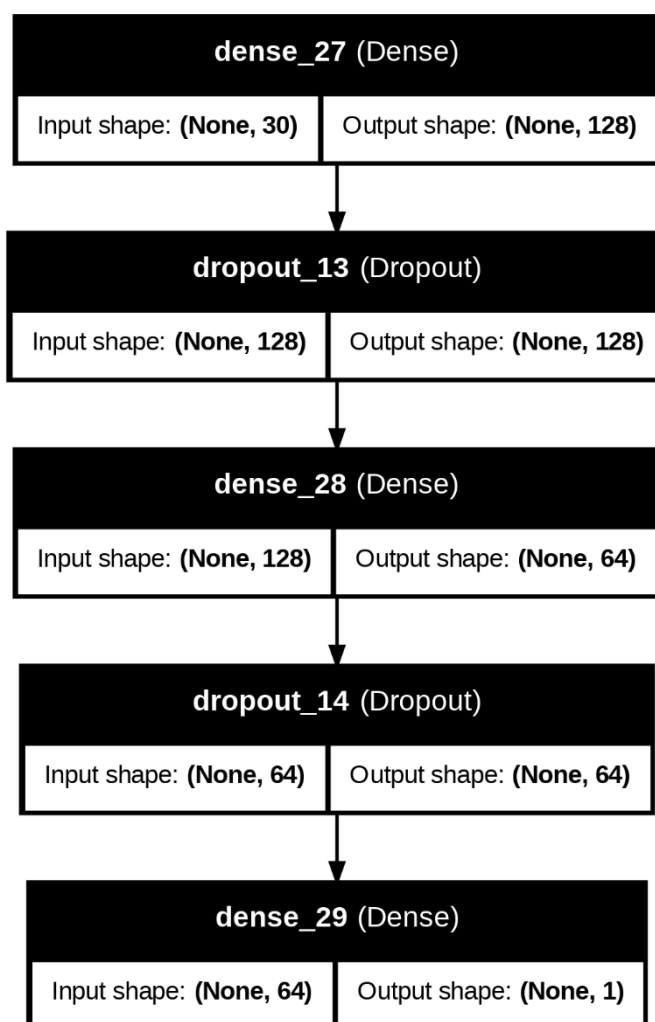 dense_27 (Dense)
Input shape: (None, 30) Output shape: (None, 128)
dropout_13 (Dropout)
Input shape: (None, 128) Output shape: (None, 128)
dense_28 (Dense)
Input shape: (None, 128) Output shape: (None, 64)
dropout_14 (Dropout)
Input shape: (None, 64) Output shape: (None, 64)
dense_29 (Dense)
Input shape: (None, 64) Output shape: (None, 1)